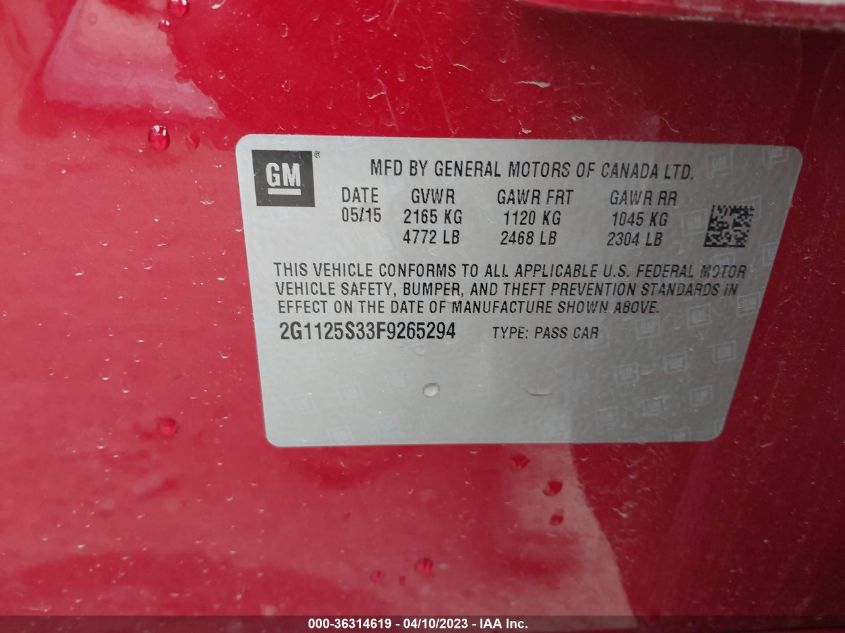 GM ® MFD BY GENERAL MOTORS OF CANADA LTD.
DATE GVWR GAWR FRT GAWR RR
05/15 2165 KG 1120 KG 1045 KG
4772 LB 2468 LB 2304 LB
THIS VEHICLE CONFORMS TO ALL APPLICABLE U.S. FEDERAL MOTOR
VEHICLE SAFETY, BUMPER, AND THEFT PREVENTION STANDARDS IN
EFFECT ON THE DATE OF MANUFACTURE SHOWN ABOVE.
2G1125S33F9265294 TYPE: PASS CAR
000-36314619 - 04/10/2023 - IAA Inc.